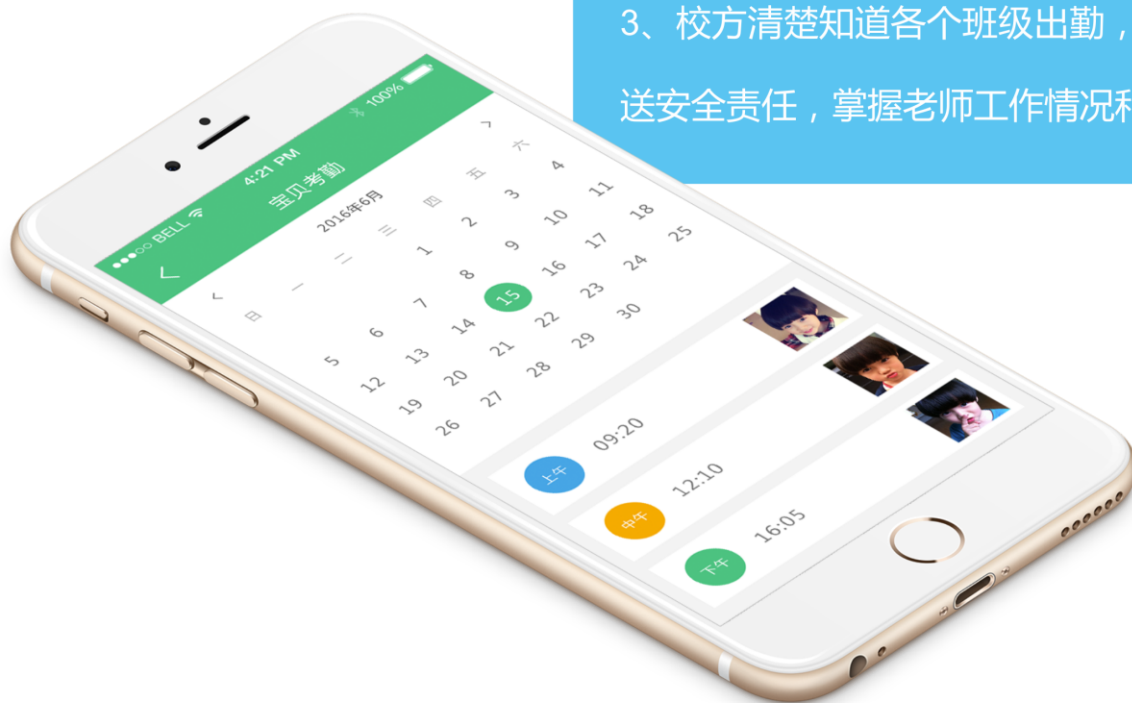 3、校方清楚知道各个班级出勤，
送安全责任，掌握老师工作情况和
●●●○○ BELL 4:21 PM 100%
宝贝考勤
< 2016年6月 >
日 一 二 三 四 五 六
1 2 3 4
5 6 7 8 9 10 11
12 13 14 15 16 17 18
19 20 21 22 23 24 25
26 27 28 29 30
上午 09:20
中午 12:10
下午 16:05